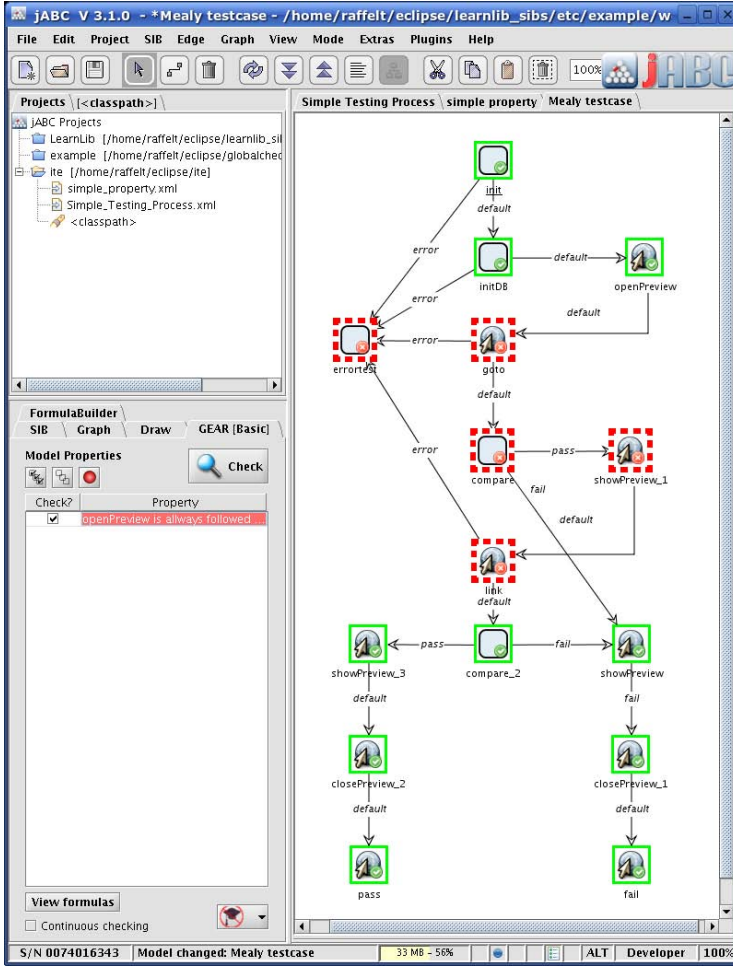 jABC V 3.1.0 - *Mealy testcase - /home/raffelt/eclipse/learnlib_sibs/etc/example/w
File Edit Project SIB Edge Graph View Mode Extras Plugins Help
100% jABC
Projects [<classpath>]
jABC Projects
LearnLib [/home/raffelt/eclipse/learnlib_sil
example [/home/raffelt/eclipse/globalched
ite [/home/raffelt/eclipse/ite]
simple_property.xml
Simple_Testing_Process.xml
<classpath>
FormulaBuilder
SIB Graph Draw GEAR [Basic]
Model Properties
Check
Check? Property
openPreview is allways followed ...
View formulas
Continuous checking
Simple Testing Process simple property Mealy testcase
init
default
error
initDB
default
openPreview
error
default
errortest
error
goto
default
error
compare
pass
showPreview_1
fail
default
link
default
showPreview_3
pass
compare_2
fail
showPreview
default
fail
closePreview_2
closePreview_1
default
default
pass
fail
S/N 0074016343 Model changed: Mealy testcase 33 MB - 56% ALT Developer 100%